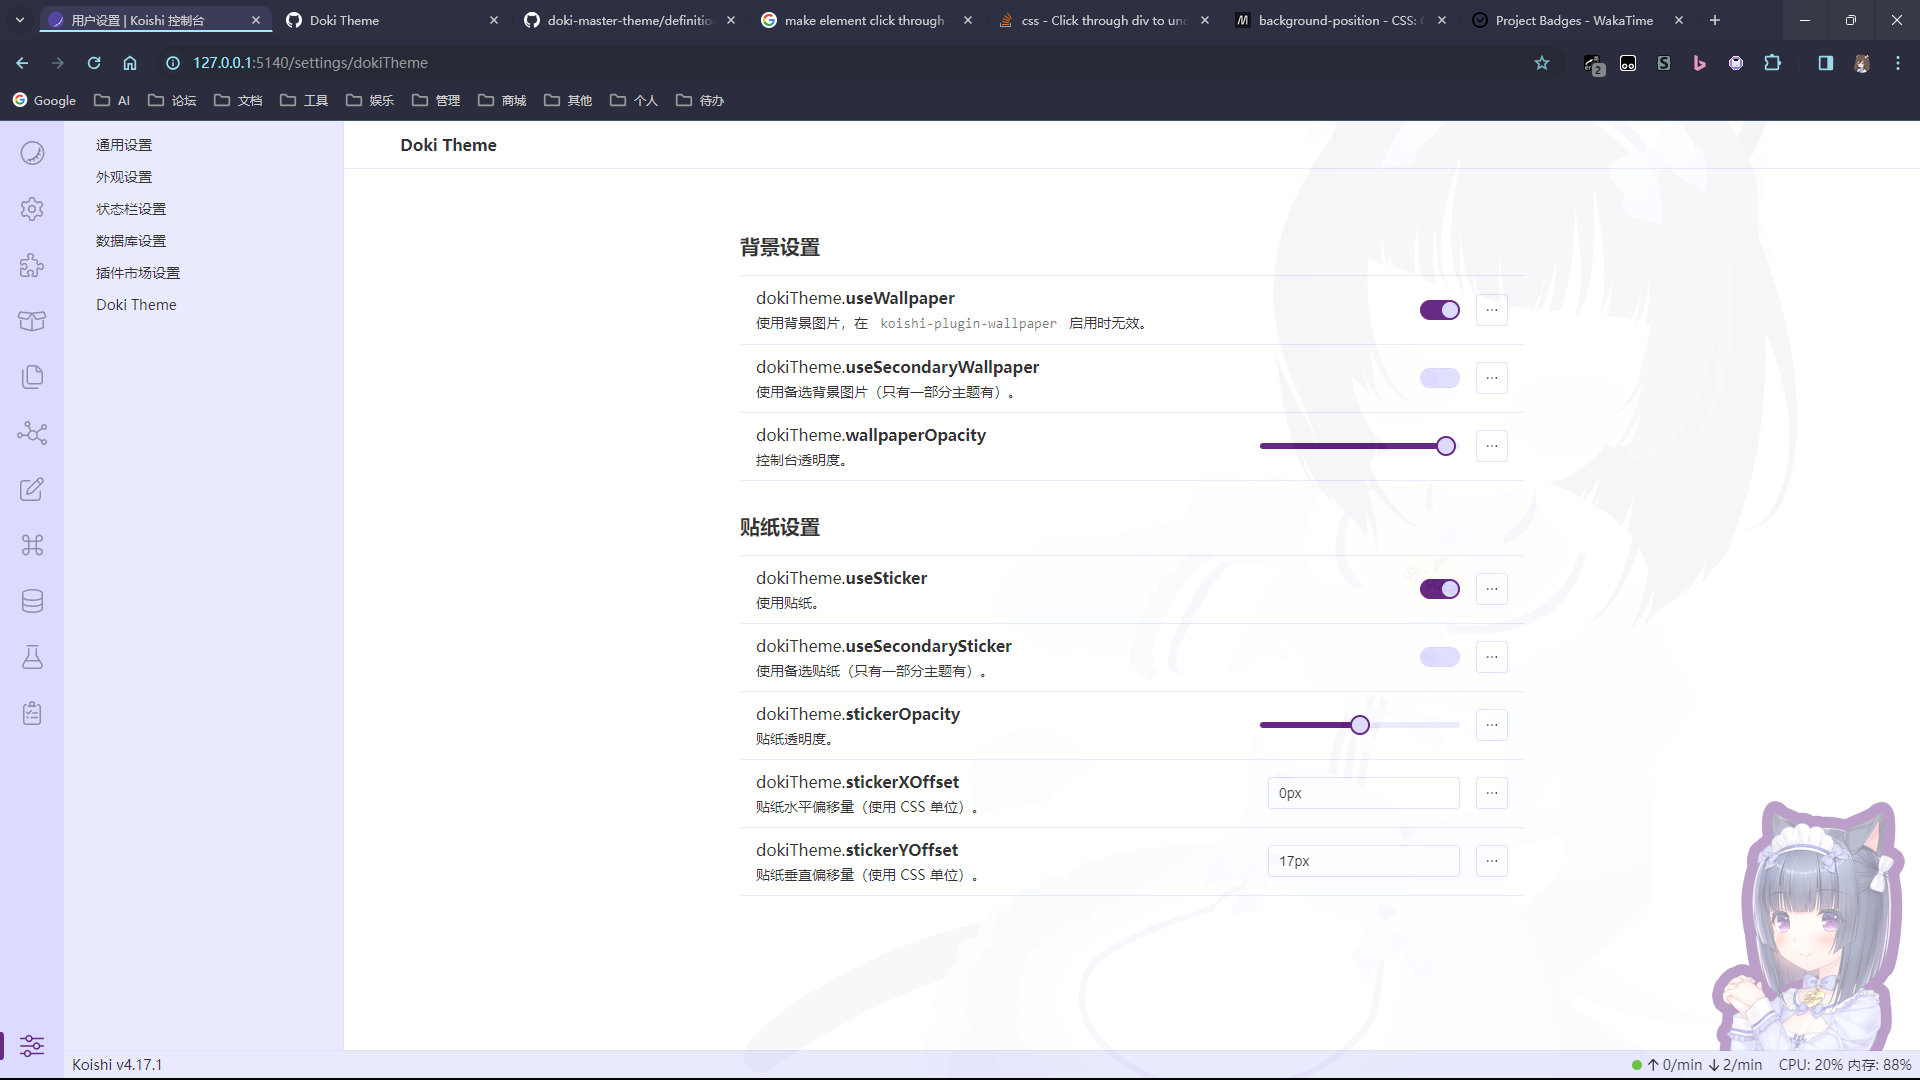 用户设置 | Koishi 控制台
Doki Theme
doki-master-theme/definitio
make element click through
css - Click through div to und
background-position - CSS: C
Project Badges - WakaTime
127.0.0.1:5140/settings/dokiTheme
2
Google
AI
论坛
文档
工具
娱乐
管理
商城
其他
个人
待办
通用设置
外观设置
状态栏设置
数据库设置
插件市场设置
Doki Theme
Doki Theme
背景设置
dokiTheme.useWallpaper
使用背景图片，在 koishi-plugin-wallpaper 启用时无效。
dokiTheme.useSecondaryWallpaper
使用备选背景图片（只有一部分主题有）。
dokiTheme.wallpaperOpacity
控制台透明度。
贴纸设置
dokiTheme.useSticker
使用贴纸。
dokiTheme.useSecondarySticker
使用备选贴纸（只有一部分主题有）。
dokiTheme.stickerOpacity
贴纸透明度。
dokiTheme.stickerXOffset
贴纸水平偏移量（使用 CSS 单位）。
0px
dokiTheme.stickerYOffset
贴纸垂直偏移量（使用 CSS 单位）。
17px
Koishi v4.17.1
↑ 0/min ↓ 2/min CPU: 20% 内存: 88%